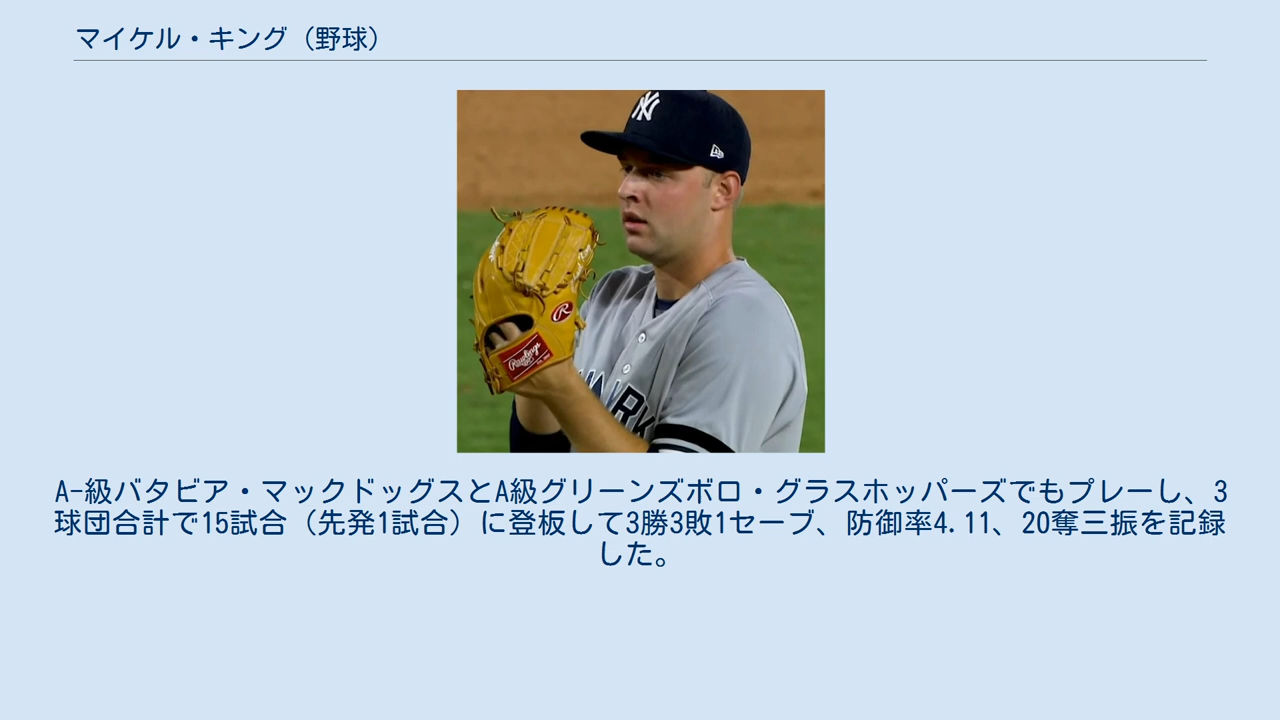 マイケル・キング（野球）
NY
R
Rawlings
RK
A-級バタビア・マックドッグスとA級グリーンズボロ・グラスホッパーズでもプレーし、3
球団合計で15試合（先発1試合）に登板して3勝3敗1セーブ、防御率4.11、20奪三振を記録
した。